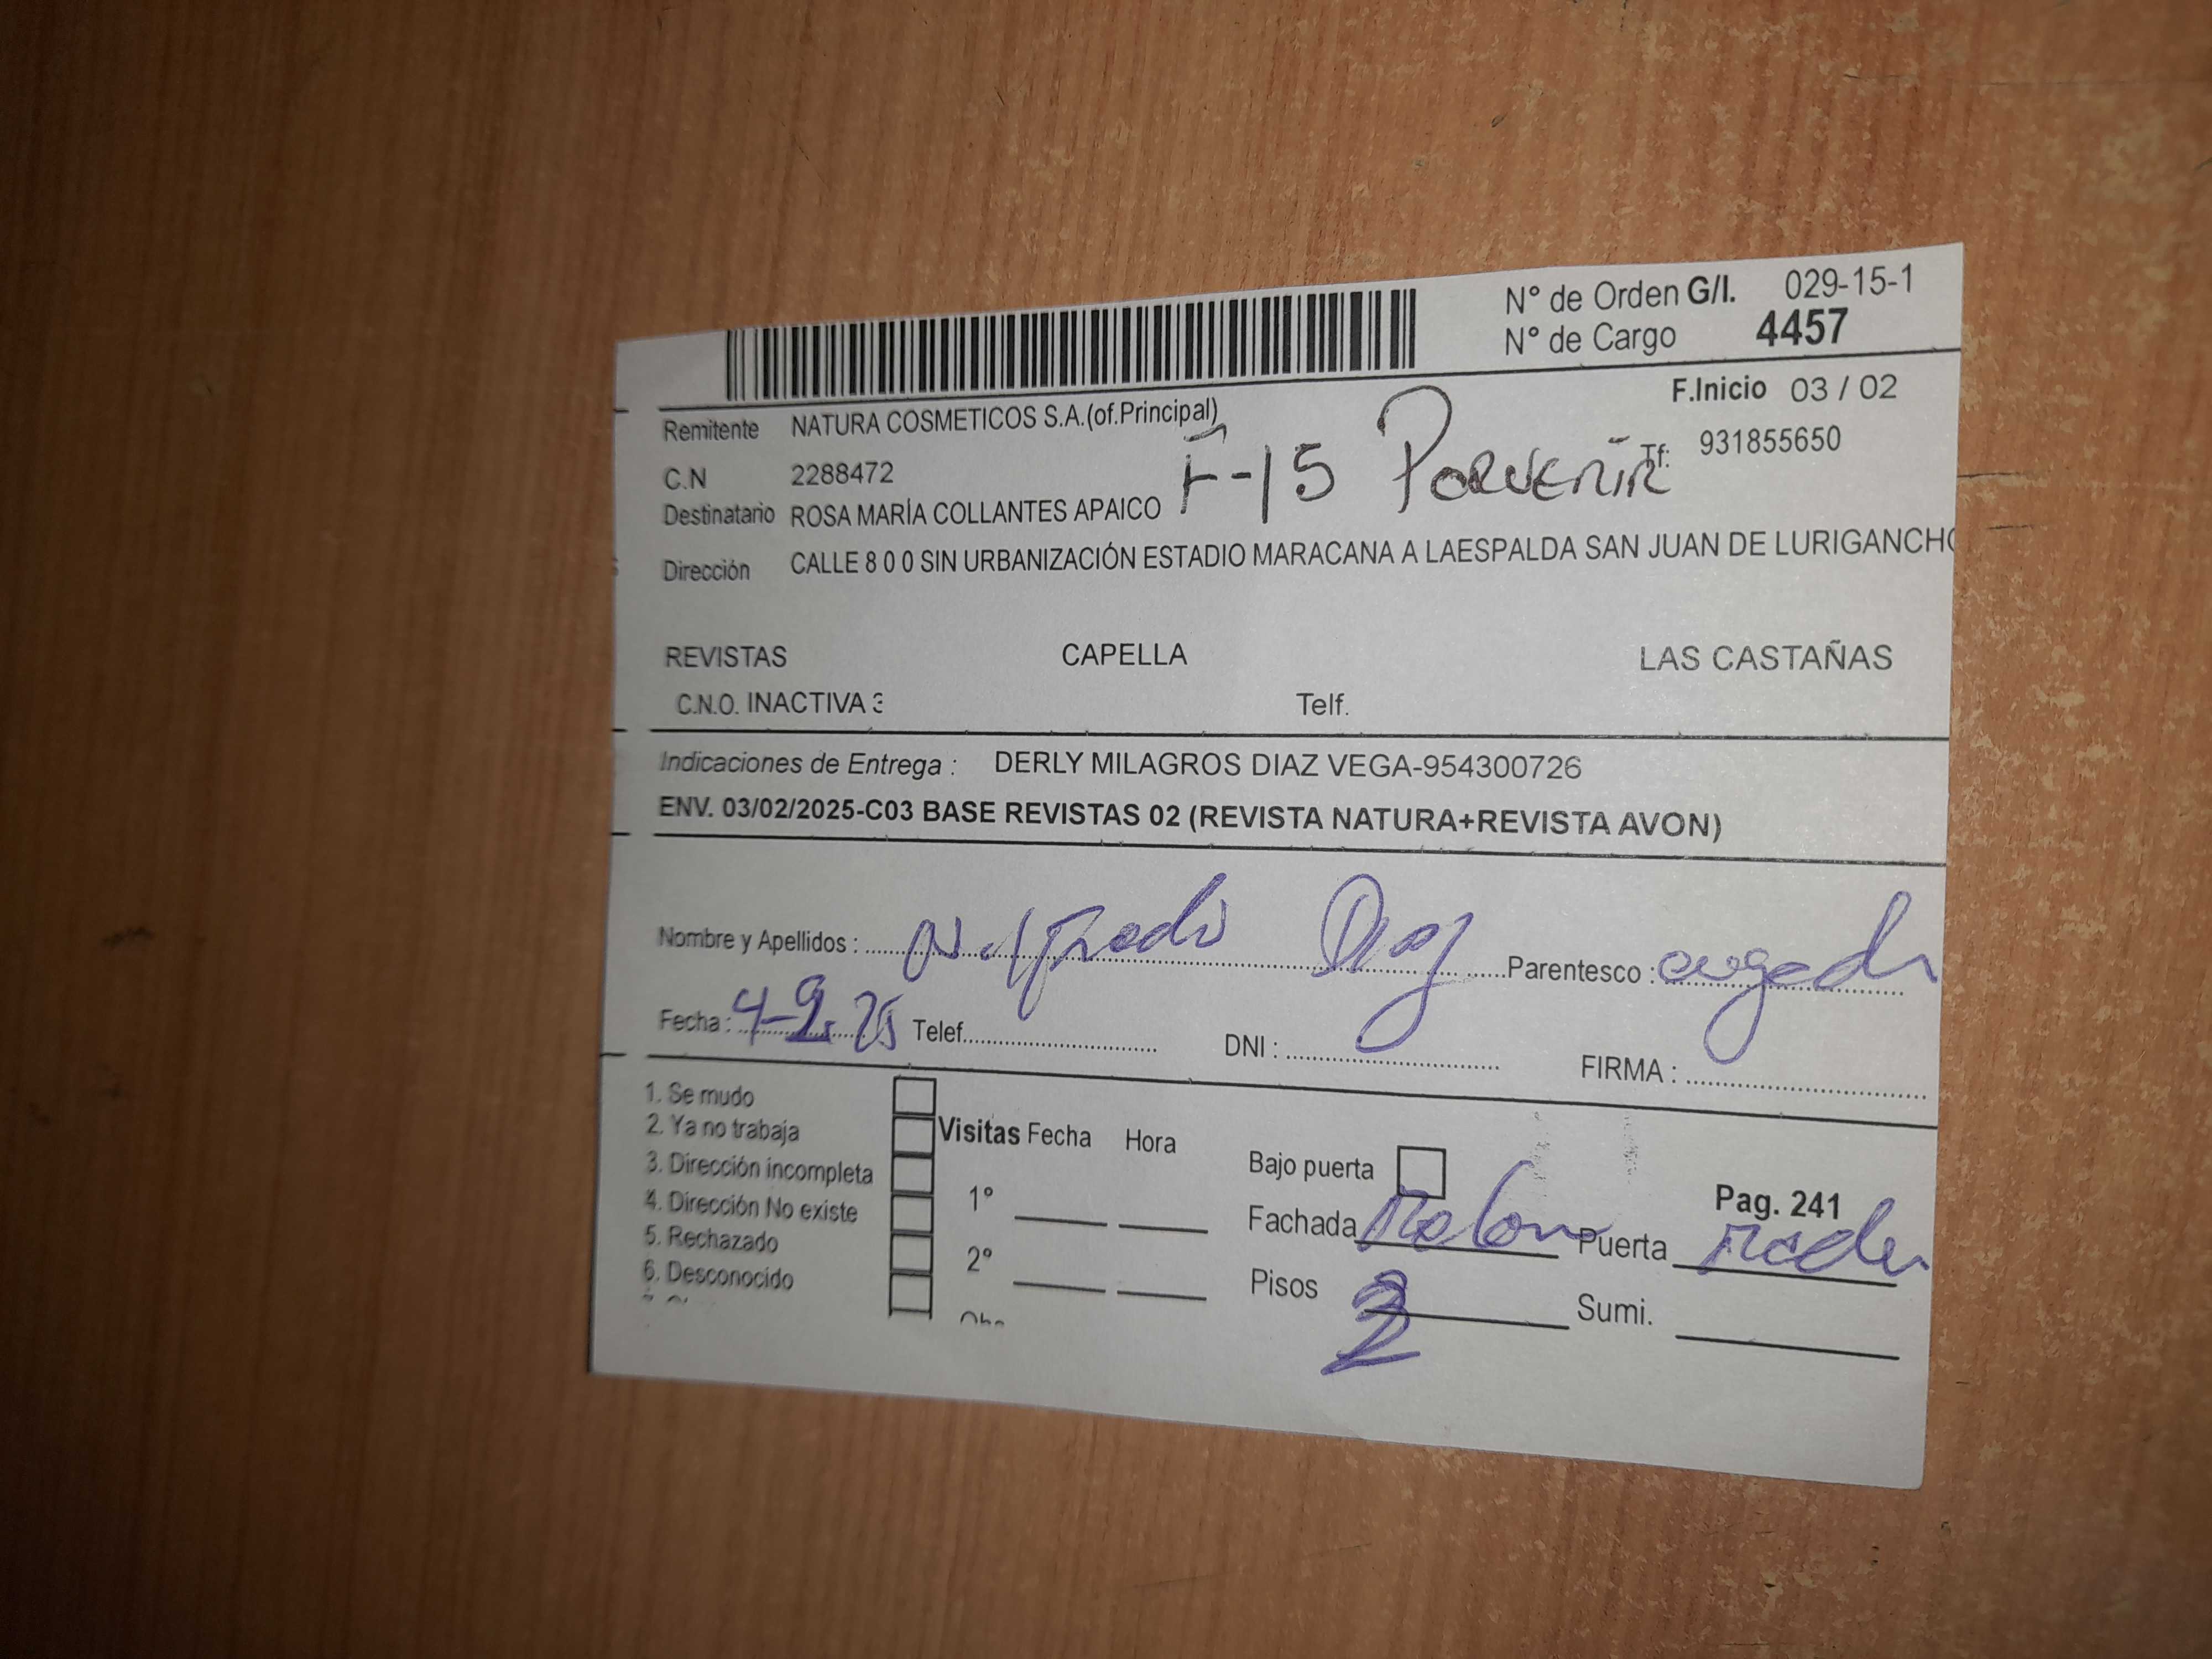 N° de Orden G/I. 029-15-1
N° de Cargo 4457
F.Inicio 03 / 02
Remitente NATURA COSMETICOS S.A.(of.Principal)
Tf: 931855650
C.N 2288472
F-15 PORVENIR
Destinatario ROSA MARÍA COLLANTES APAICO
Dirección CALLE 8 0 0 SIN URBANIZACIÓN ESTADIO MARACANA A LAESPALDA SAN JUAN DE LURIGANCHO
REVISTAS CAPELLA LAS CASTAÑAS
C.N.O. INACTIVA 3 Telf.
Indicaciones de Entrega : DERLY MILAGROS DIAZ VEGA-954300726
ENV. 03/02/2025-C03 BASE REVISTAS 02 (REVISTA NATURA+REVISTA AVON)
Nombre y Apellidos : Diaz Parentesco :
Fecha : Telef. DNI : FIRMA :
1. Se mudo
2. Ya no trabaja
3. Dirección incompleta
4. Dirección No existe
5. Rechazado
6. Desconocido
Visitas Fecha Hora
1°
2°
Bajo puerta
Pag. 241
Fachada Puerta
Pisos Sumi.